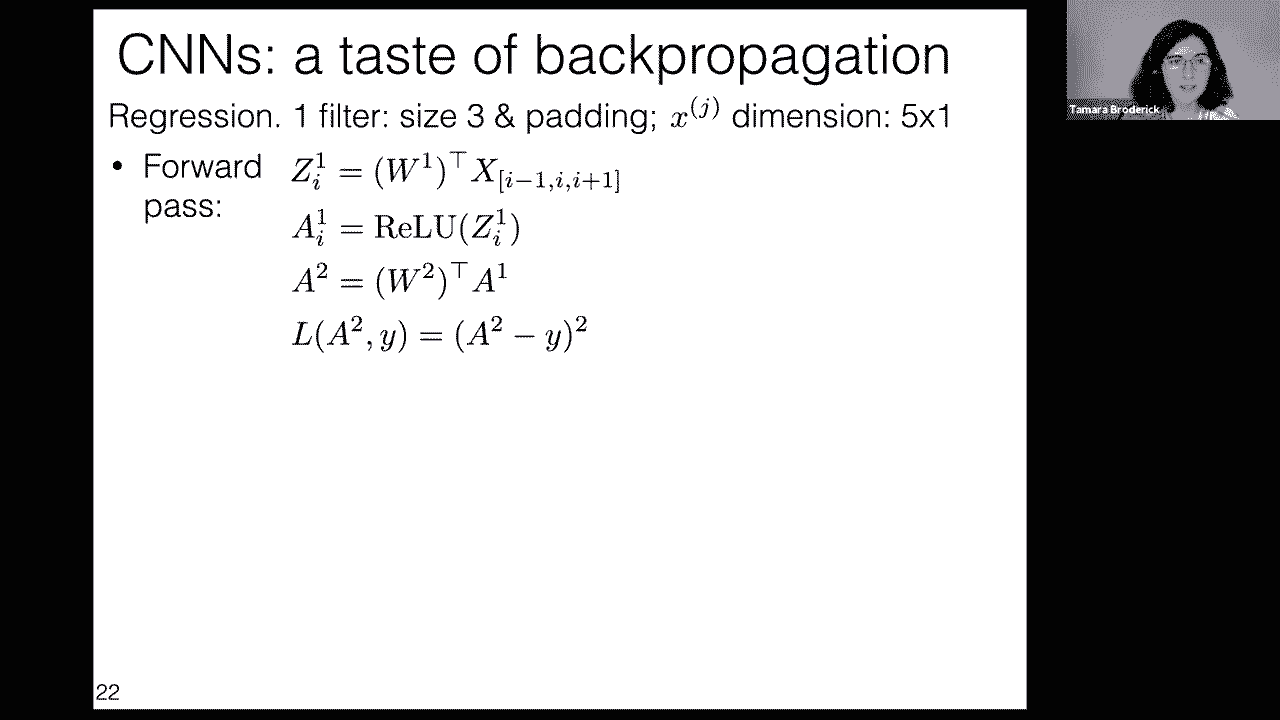 CNNs: a taste of backpropagation
Tamara Broderick
Regression. 1 filter: size 3 & padding; $x^{(j)}$ dimension: 5x1
• Forward pass: $Z_i^1 = (W^1)^\top X_{[i-1,i,i+1]}$
$A_i^1 = \mathrm{ReLU}(Z_i^1)$
$A^2 = (W^2)^\top A^1$
$L(A^2, y) = (A^2 - y)^2$
22